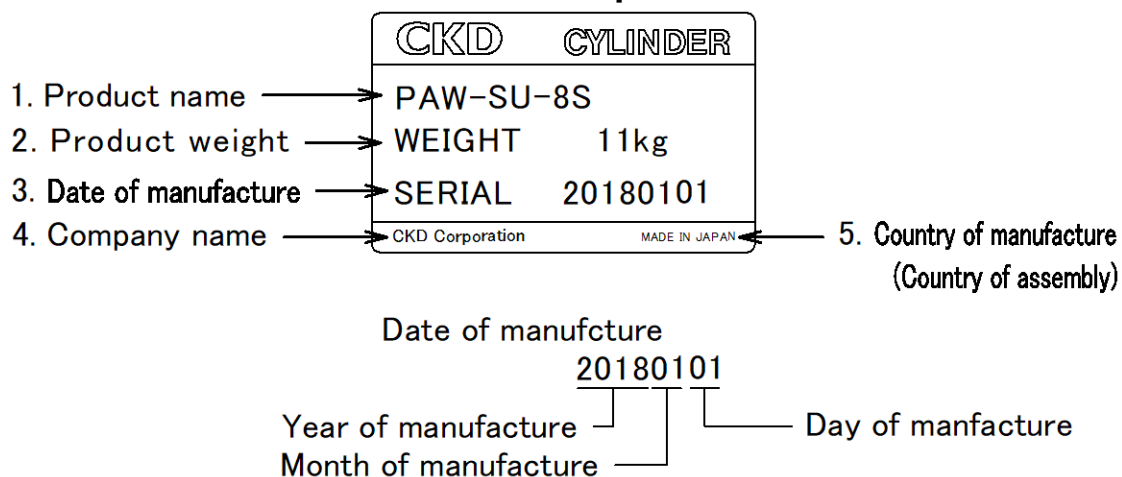 CKD CYLINDER
1. Product name PAW-SU-8S
2. Product weight WEIGHT 11kg
3. Date of manufacture SERIAL 20180101
4. Company name CKD Corporation MADE IN JAPAN 5. Country of manufacture
(Country of assembly)
Date of manufcture
20180101
Year of manufacture Day of manfacture
Month of manufacture